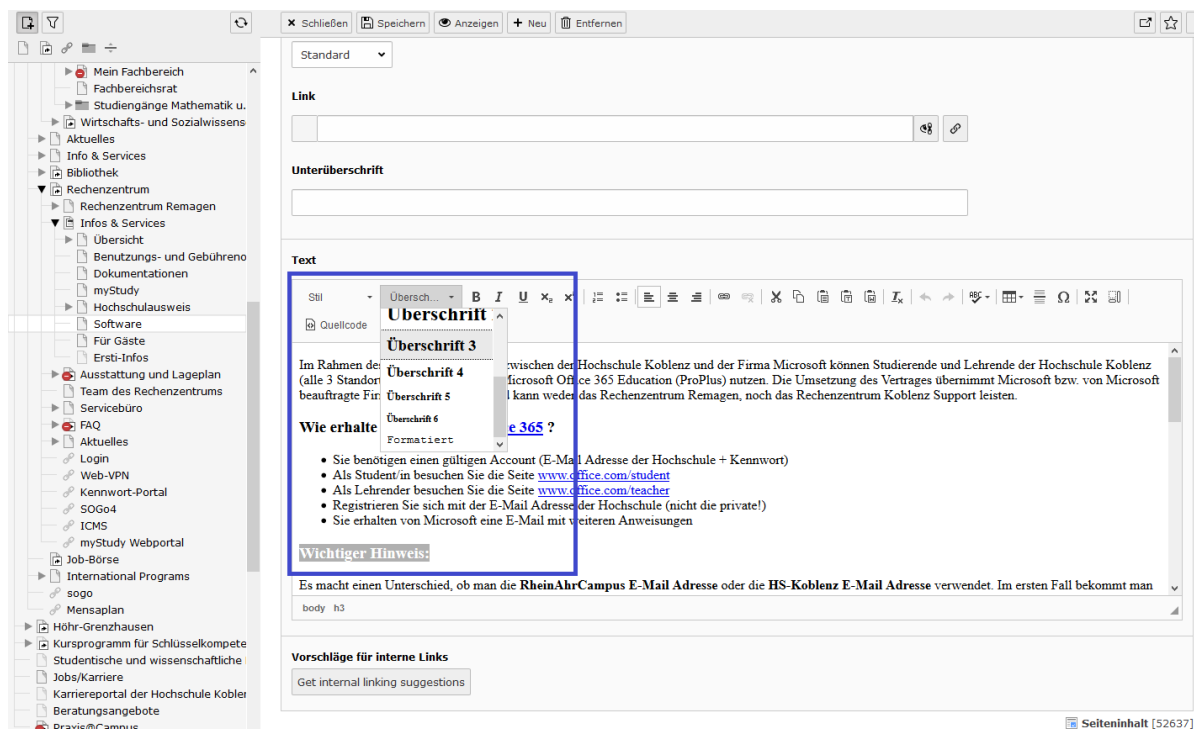 Schließen Speichern Anzeigen Neu Entfernen
Mein Fachbereich
Fachbereichsrat
Studiengänge Mathematik u.
Wirtschafts- und Sozialwissens
Aktuelles
Info & Services
Bibliothek
Rechenzentrum
Rechenzentrum Remagen
Infos & Services
Übersicht
Benutzungs- und Gebühreno
Dokumentationen
myStudy
Hochschulausweis
Software
Für Gäste
Ersti-Infos
Ausstattung und Lageplan
Team des Rechenzentrums
Servicebüro
FAQ
Aktuelles
Login
Web-VPN
Kennwort-Portal
SOGo4
ICMS
myStudy Webportal
Job-Börse
International Programs
sogo
Mensaplan
Höhr-Grenzhausen
Kursprogramm für Schlüsselkompete
Studentische und wissenschaftliche
Jobs/Karriere
Karriereportal der Hochschule Kobler
Beratungsangebote
Praxis@Campus
Standard
Link
Unterüberschrift
Text
Stil Übersch... B I U x₂ x
Quellcode
Überschrift
Überschrift 3
Überschrift 4
Überschrift 5
Überschrift 6
Formatiert
Im Rahmen de wischen der Hochschule Koblenz und der Firma Microsoft können Studierende und Lehrende der Hochschule Koblenz
(alle 3 Standor Microsoft Office 365 Education (ProPlus) nutzen. Die Umsetzung des Vertrages übernimmt Microsoft bzw. von Microsoft
beauftragte Fir kann weder das Rechenzentrum Remagen, noch das Rechenzentrum Koblenz Support leisten.
Wie erhalte e 365 ?
Sie benötigen einen gültigen Account (E-Mail Adresse der Hochschule + Kennwort)
Als Student/in besuchen Sie die Seite www.office.com/student
Als Lehrender besuchen Sie die Seite www.office.com/teacher
Registrieren Sie sich mit der E-Mail Adresse der Hochschule (nicht die private!)
Sie erhalten von Microsoft eine E-Mail mit weiteren Anweisungen
Wichtiger Hinweis:
Es macht einen Unterschied, ob man die RheinAhrCampus E-Mail Adresse oder die HS-Koblenz E-Mail Adresse verwendet. Im ersten Fall bekommt man
body h3
Vorschläge für interne Links
Get internal linking suggestions
Seiteninhalt [52637]